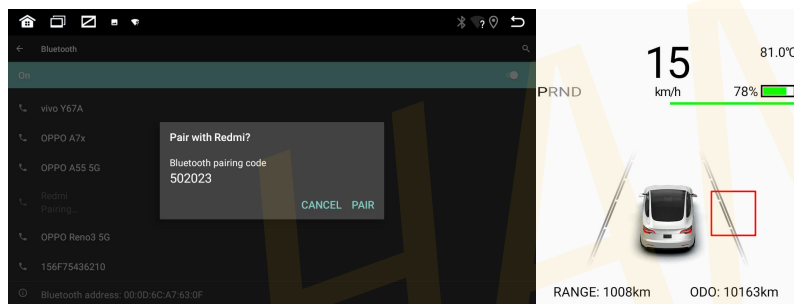 Bluetooth
On
vivo Y67A
OPPO A7x
OPPO A55 5G
Redmi
Pairing...
OPPO Reno3 5G
156F75436210
Bluetooth address: 00:0D:6C:A7:63:0F
Pair with Redmi?
Bluetooth pairing code
502023
CANCEL PAIR
?
15
km/h
81.0°C
PRND
78%
RANGE: 1008km
ODO: 10163km